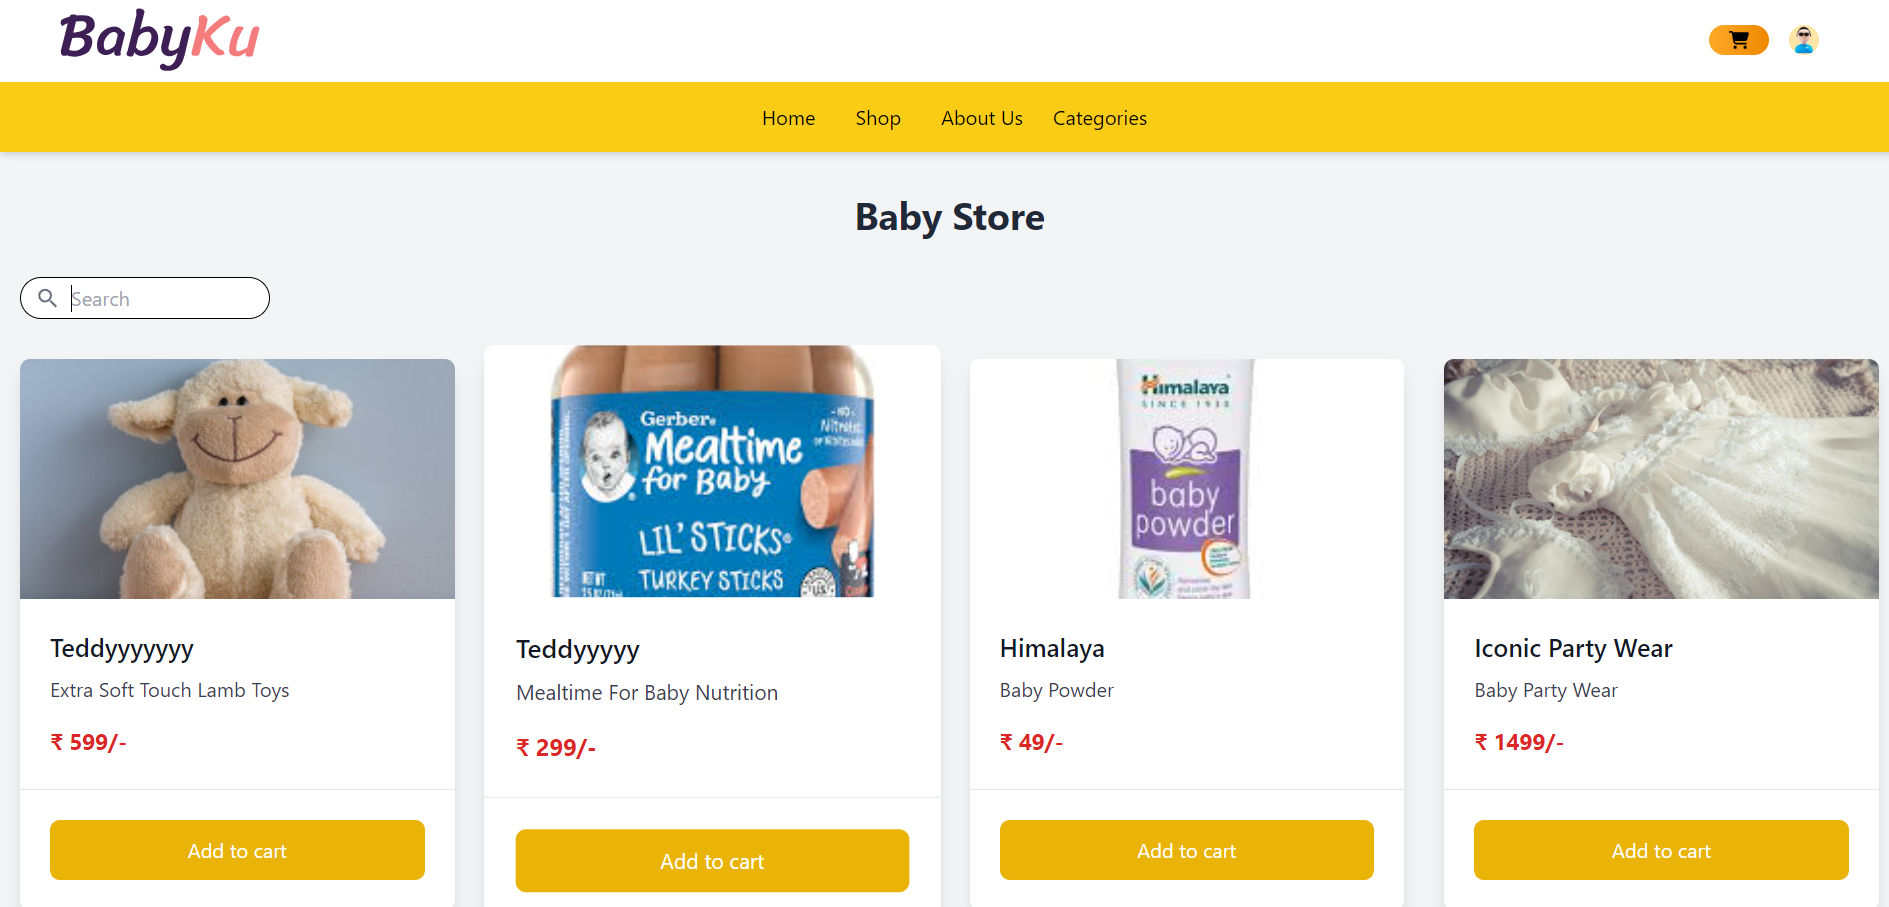 BabyKu
Home Shop About Us Categories
Baby Store
Search
Gerber
Mealtime
for Baby
LIL' STICKS®
TURKEY STICKS
NET WT
-NO-
Nitrates
Himalaya
SINCE 1930
baby
powder
Teddyyyyyyy
Extra Soft Touch Lamb Toys
₹ 599/-
Add to cart
Teddyyyyy
Mealtime For Baby Nutrition
₹ 299/-
Add to cart
Himalaya
Baby Powder
₹ 49/-
Add to cart
Iconic Party Wear
Baby Party Wear
₹ 1499/-
Add to cart